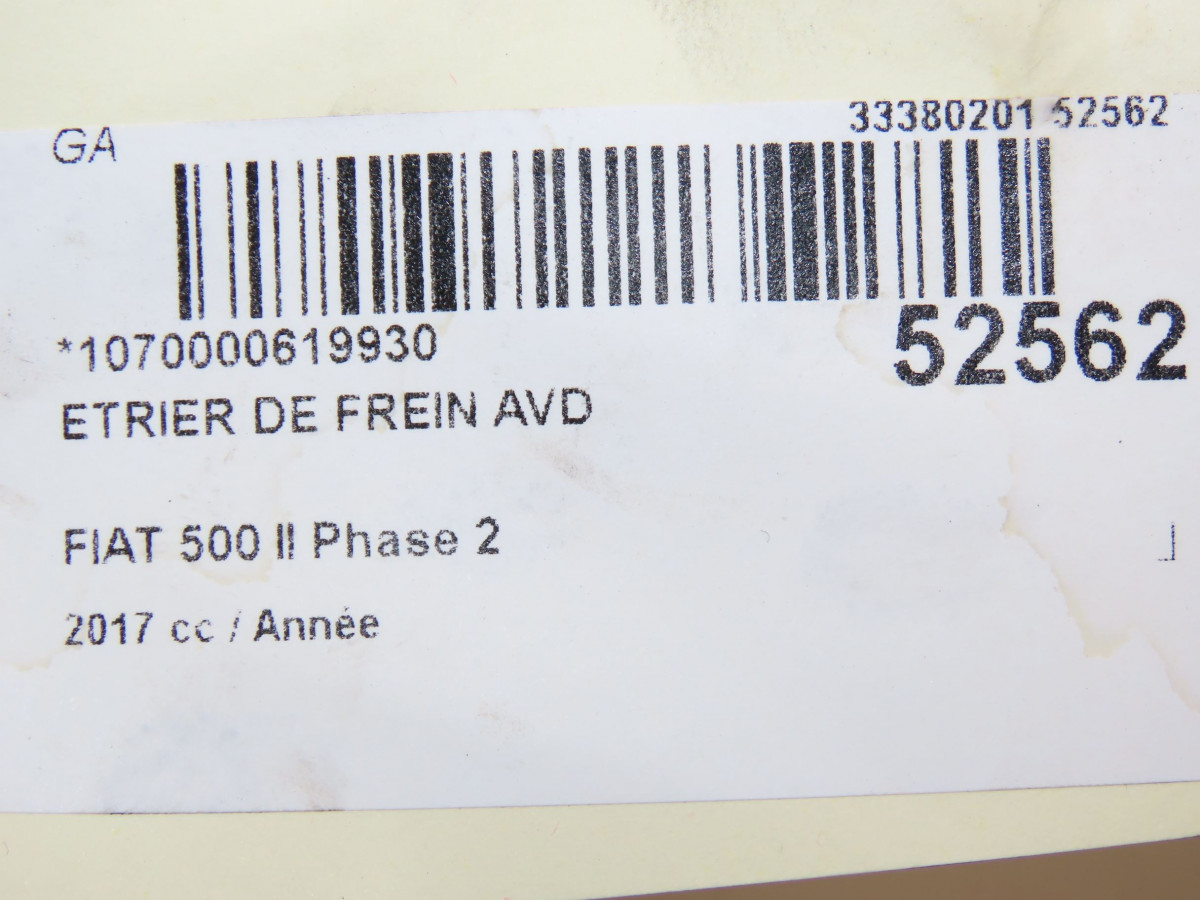 GA
33380201 52562
*1070000619930
52562
ETRIER DE FREIN AVD
FIAT 500 II Phase 2
2017 cc / Année